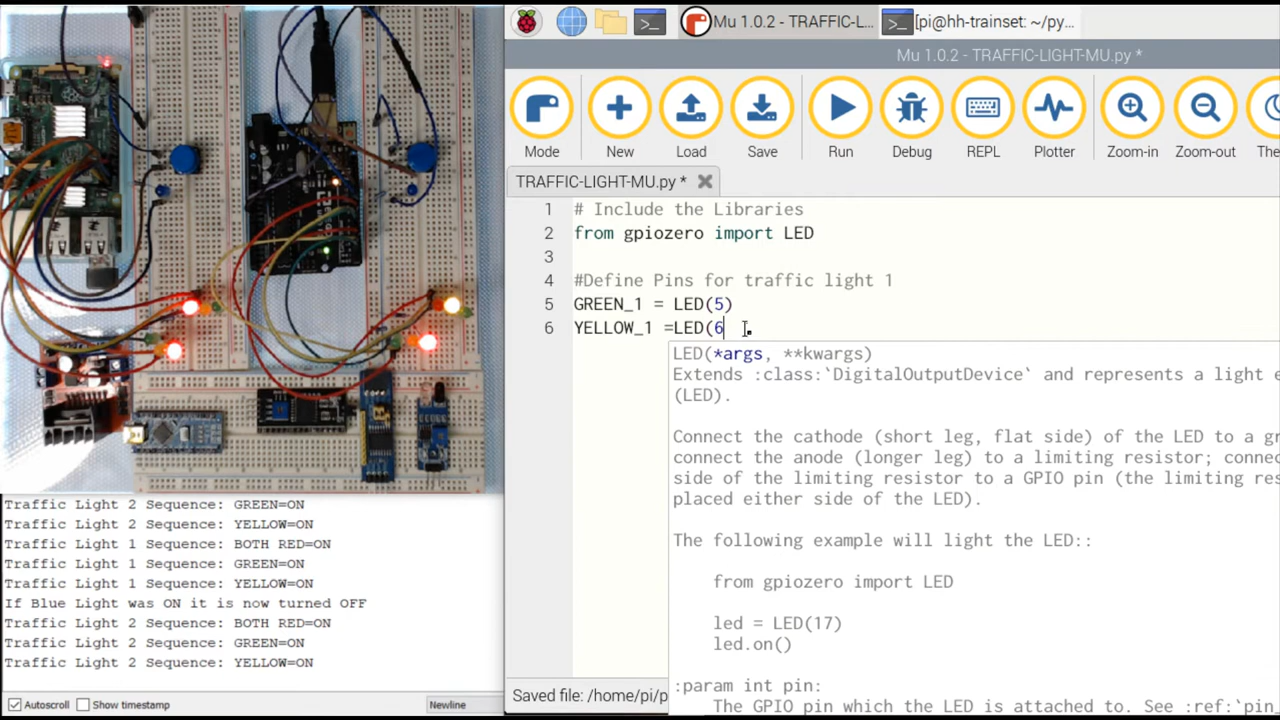 Mu 1.0.2 - TRAFFIC-L...
[pi@hh-trainset: ~/py...
Mu 1.0.2 - TRAFFIC-LIGHT-MU.py *
Mode
New
Load
Save
Run
Debug
REPL
Plotter
Zoom-in
Zoom-out
The
TRAFFIC-LIGHT-MU.py *
1 # Include the Libraries
2 from gpiozero import LED
3
4 #Define Pins for traffic light 1
5 GREEN_1 = LED(5)
6 YELLOW_1 =LED(6
LED(*args, **kwargs)
Extends :class:`DigitalOutputDevice` and represents a light e
(LED).
Connect the cathode (short leg, flat side) of the LED to a gr
connect the anode (longer leg) to a limiting resistor; connec
side of the limiting resistor to a GPIO pin (the limiting res
placed either side of the LED).
The following example will light the LED::
from gpiozero import LED
led = LED(17)
led.on()
:param int pin:
The GPIO pin which the LED is attached to. See :ref:`pin_
Saved file: /home/pi/p
Traffic Light 2 Sequence: GREEN=ON
Traffic Light 2 Sequence: YELLOW=ON
Traffic Light 1 Sequence: BOTH RED=ON
Traffic Light 1 Sequence: GREEN=ON
Traffic Light 1 Sequence: YELLOW=ON
If Blue Light was ON it is now turned OFF
Traffic Light 2 Sequence: BOTH RED=ON
Traffic Light 2 Sequence: GREEN=ON
Traffic Light 2 Sequence: YELLOW=ON
Autoscroll
Show timestamp
Newline